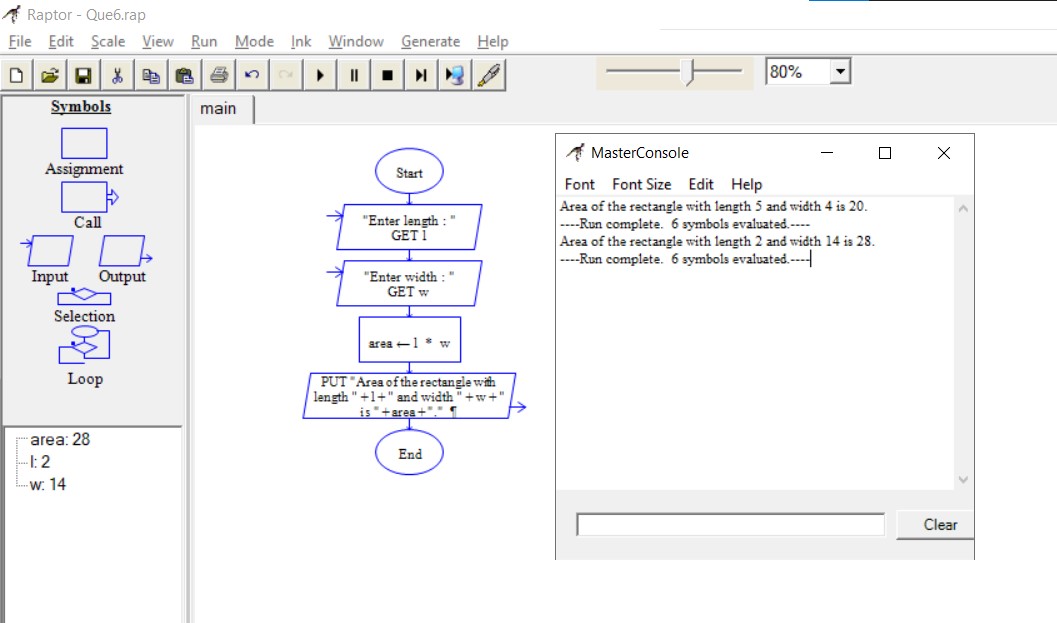 Raptor - Que6.rap
File Edit Scale View Run Mode Ink Window Generate Help
80%
Symbols
Assignment
Call
Input Output
Selection
Loop
area: 28
l: 2
w: 14
main
Start
"Enter length : "
GET l
"Enter width : "
GET w
area ← l * w
PUT "Area of the rectangle with
length " +l+" and width " +w+"
is " +area+"." ¶
End
MasterConsole
Font Font Size Edit Help
Area of the rectangle with length 5 and width 4 is 20.
----Run complete. 6 symbols evaluated.----
Area of the rectangle with length 2 and width 14 is 28.
----Run complete. 6 symbols evaluated.----
Clear